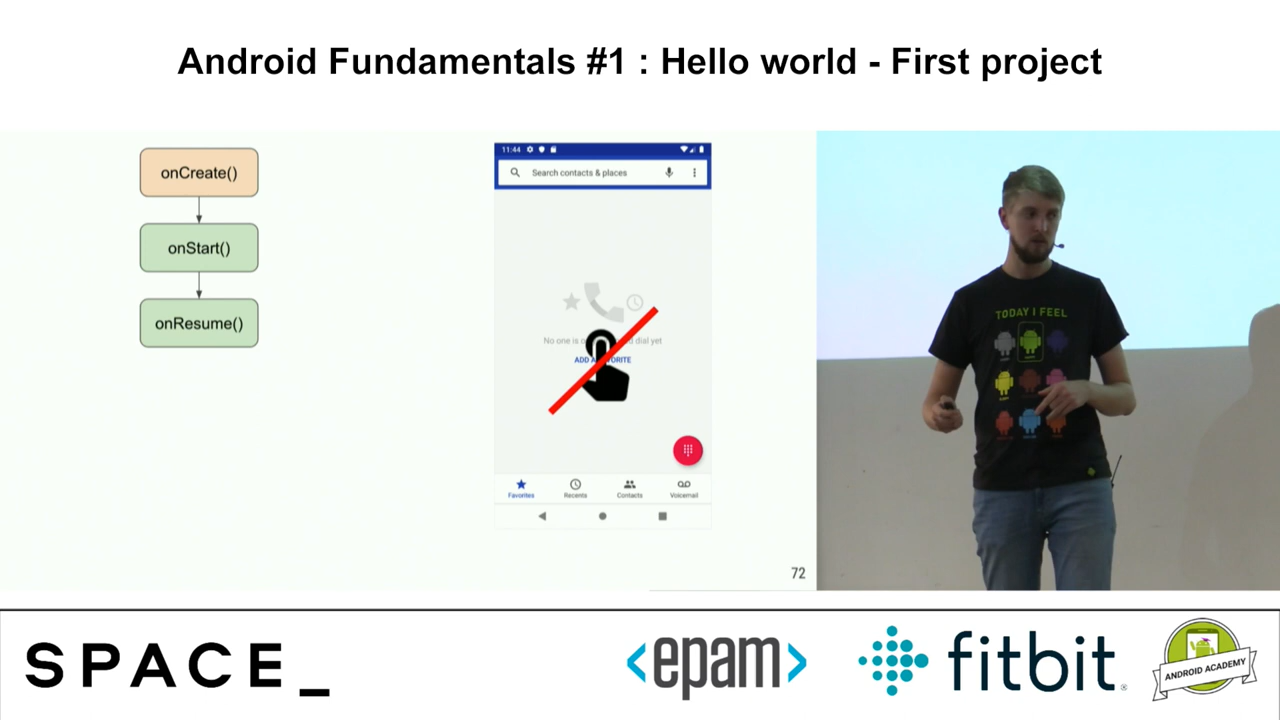 Android Fundamentals #1 : Hello world - First project
onCreate()
onStart()
onResume()
11:44
Search contacts & places
No one is o d dial yet
ADD A ORITE
Favorites
Recents
Contacts
Voicemail
72
TODAY I FEEL
SPACE_
<epam>
fitbit
ANDROID ACADEMY